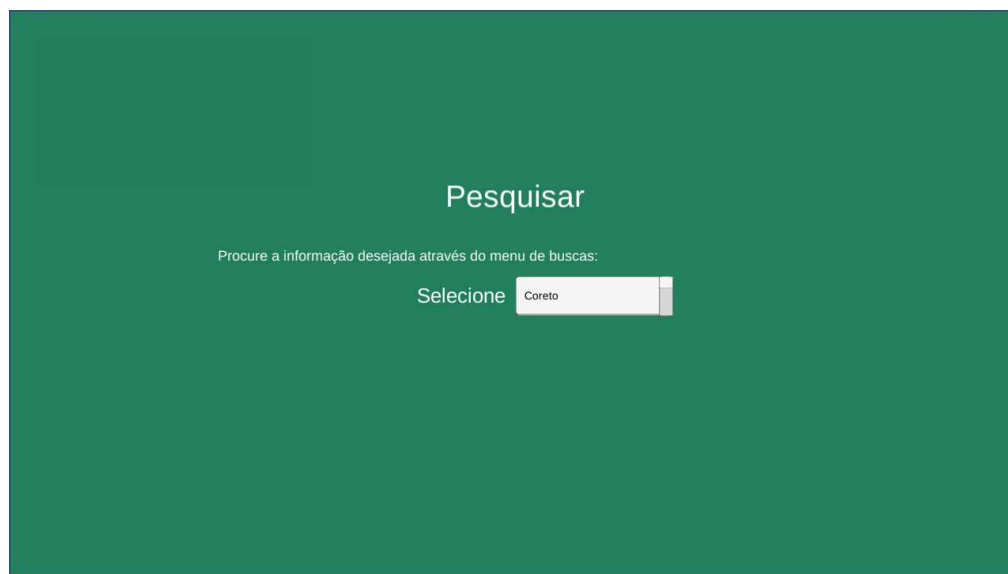 Pesquisar
Procure a informação desejada através do menu de buscas:
Selecione Coreto